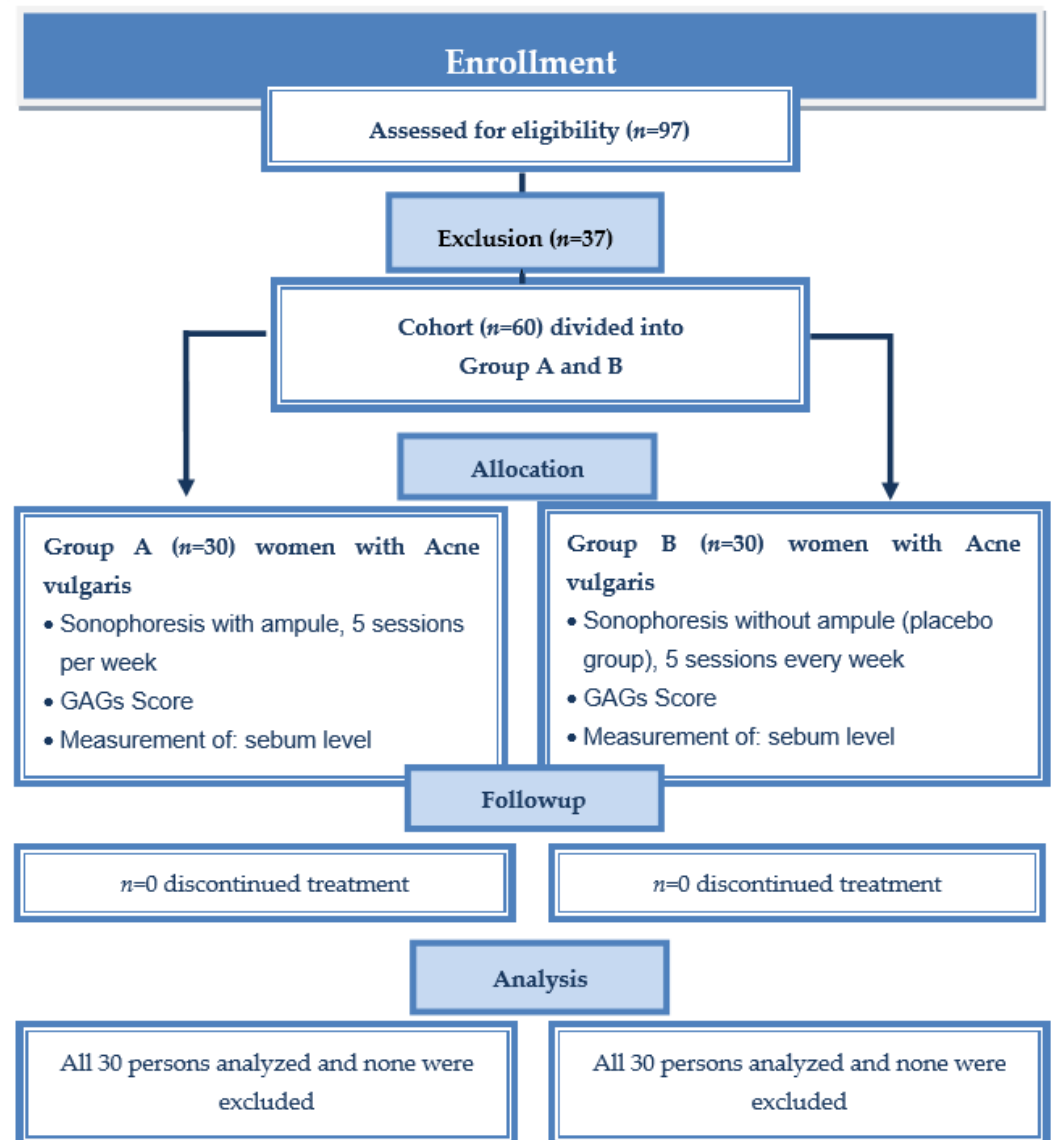 Enrollment
Assessed for eligibility (n=97)
Exclusion (n=37)
Cohort (n=60) divided into
Group A and B
Allocation
Group A (n=30) women with Acne
vulgaris
• Sonophoresis with ampule, 5 sessions
per week
• GAGs Score
• Measurement of: sebum level
Group B (n=30) women with Acne
vulgaris
• Sonophoresis without ampule (placebo
group), 5 sessions every week
• GAGs Score
• Measurement of: sebum level
Followup
n=0 discontinued treatment
n=0 discontinued treatment
Analysis
All 30 persons analyzed and none were
excluded
All 30 persons analyzed and none were
excluded